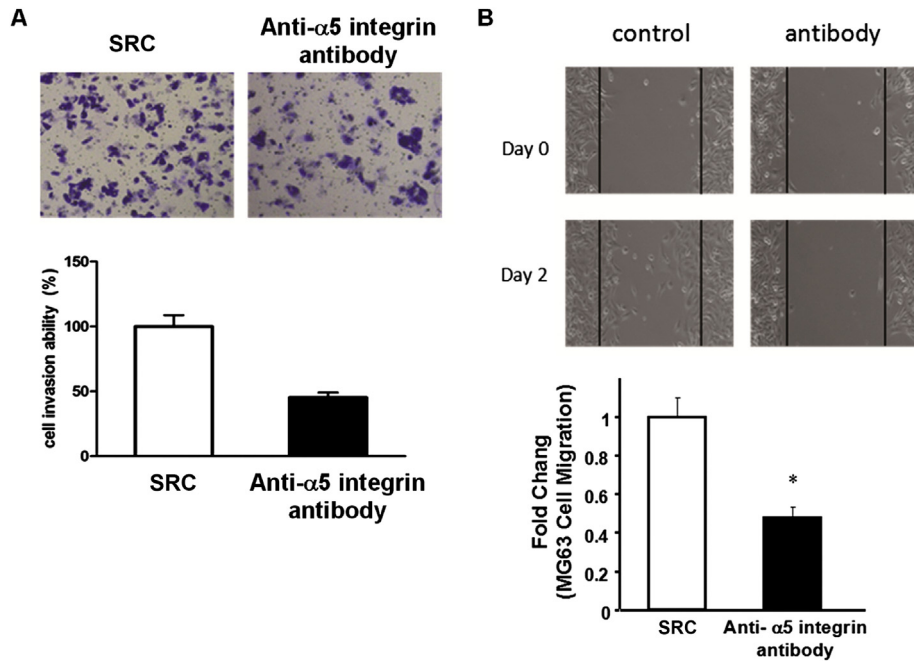 A
SRC
Anti-α5 integrin
antibody
150
100
50
0
cell invasion ability (%)
SRC
Anti-α5 integrin
antibody
B
control
antibody
Day 0
Day 2
Fold Chang
(MG63 Cell Migration)
1
0.8
0.6
0.4
0.2
0
*
SRC
Anti- α5 integrin
antibody